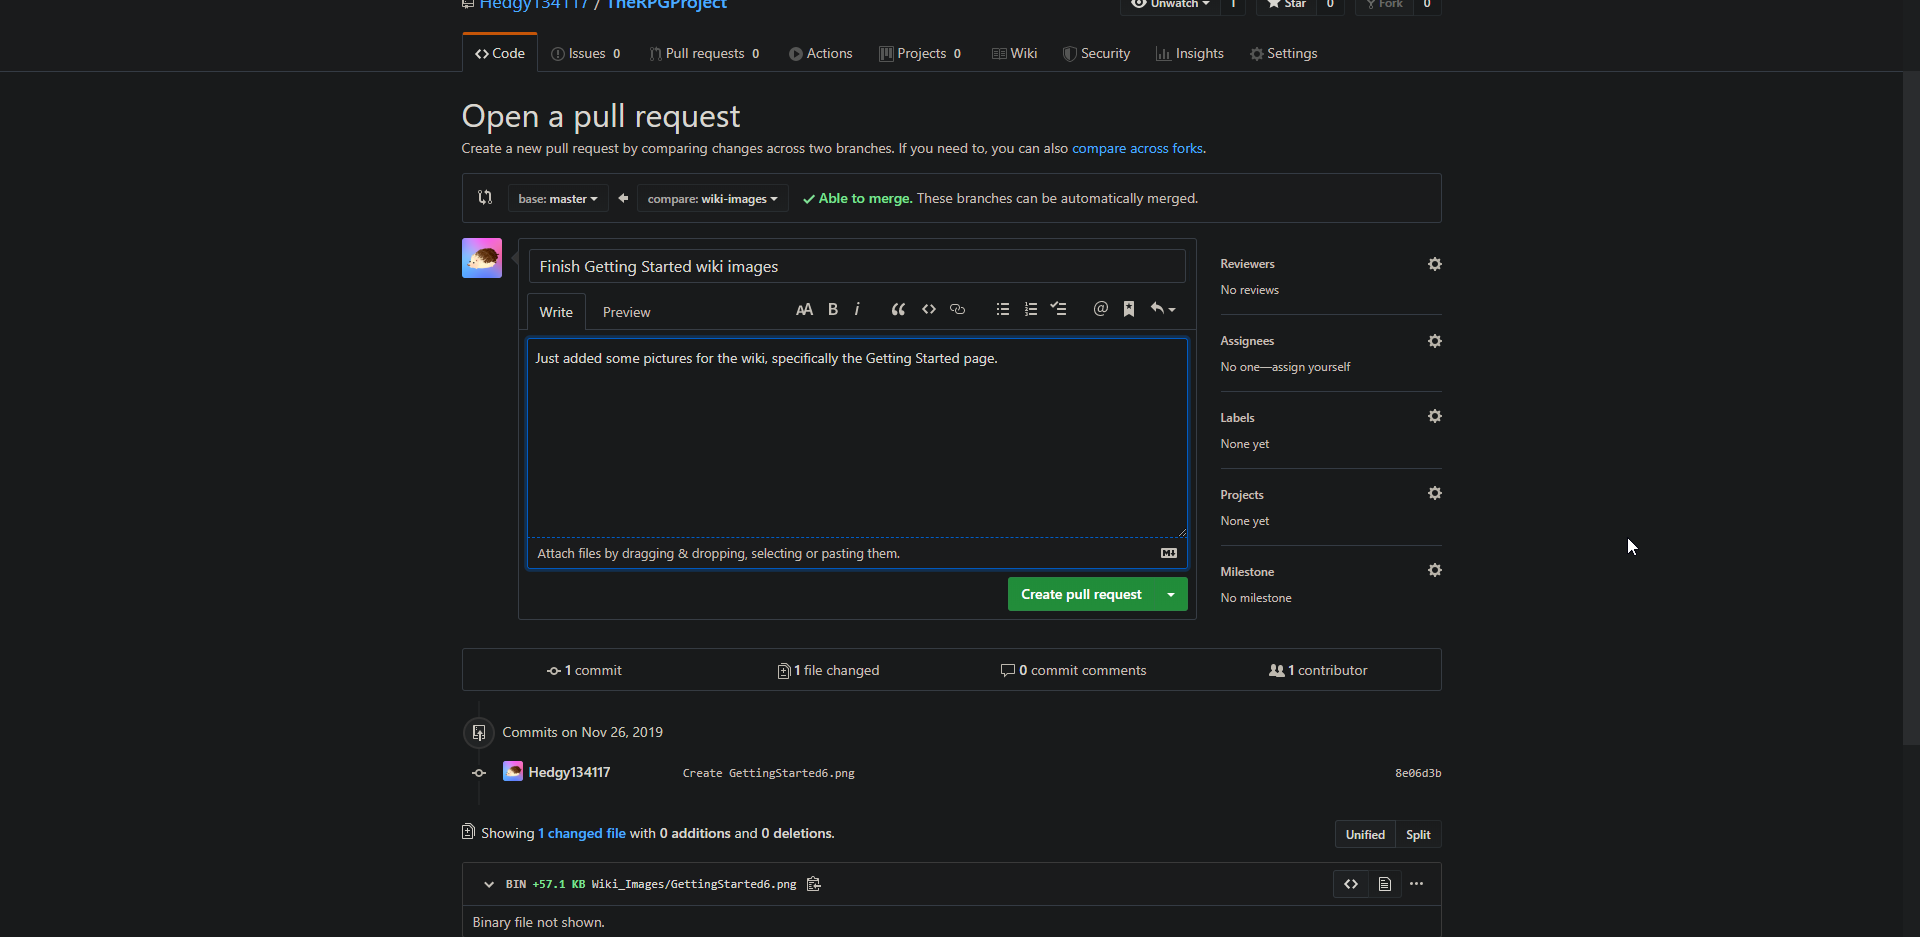 Hedgy134117 / TheRPGProject
Unwatch 1 Star 0 Fork 0
Code Issues 0 Pull requests 0 Actions Projects 0 Wiki Security Insights Settings
Open a pull request
Create a new pull request by comparing changes across two branches. If you need to, you can also compare across forks.
base: master compare: wiki-images Able to merge. These branches can be automatically merged.
Finish Getting Started wiki images
Write Preview AA B i @
Just added some pictures for the wiki, specifically the Getting Started page.
Attach files by dragging & dropping, selecting or pasting them.
Create pull request
Reviewers
No reviews
Assignees
No one—assign yourself
Labels
None yet
Projects
None yet
Milestone
No milestone
1 commit 1 file changed 0 commit comments 1 contributor
Commits on Nov 26, 2019
Hedgy134117 Create GettingStarted6.png 8e06d3b
Showing 1 changed file with 0 additions and 0 deletions.
Unified Split
BIN +57.1 KB Wiki_Images/GettingStarted6.png
Binary file not shown.